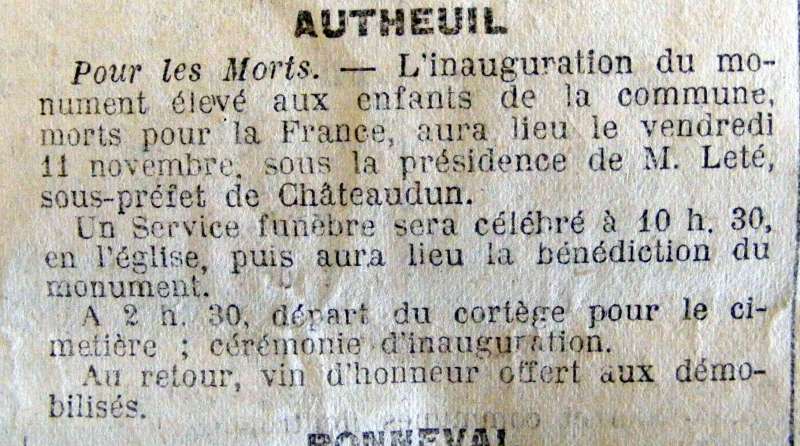 AUTHEUIL
Pour les Morts. — L'inauguration du mo-
nument élevé aux enfants de la commune,
morts pour la France, aura lieu le vendredi
11 novembre, sous la présidence de M. Leté,
sous-préfet de Châteaudun.
Un Service funèbre sera célébré à 10 h. 30,
en l'église, puis aura lieu la bénédiction du
monument.
A 2 h. 30, départ du cortège pour le ci-
metière ; cérémonie d'inauguration.
Au retour, vin d'honneur offert aux démo-
bilisés.
BONNEVAL